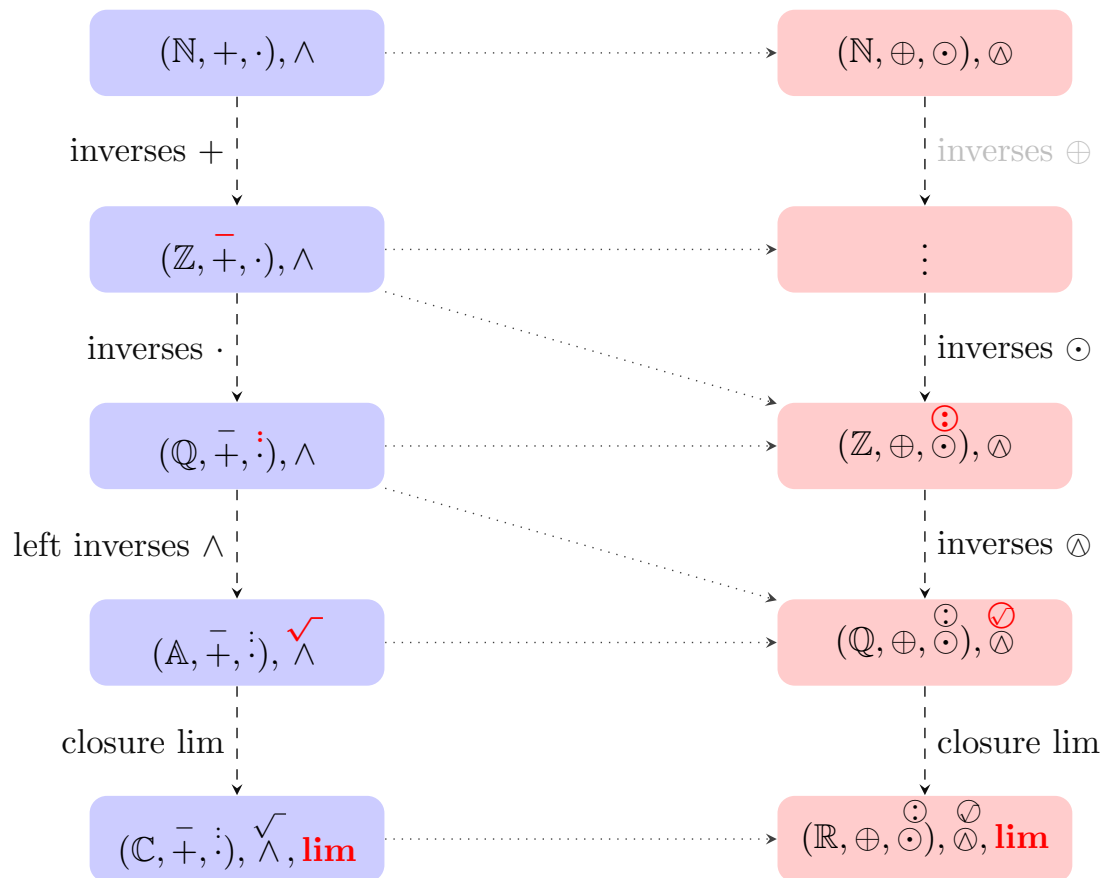 (ℕ, +, ·), ∧
(ℕ, ⊕, ⊙), ⨇
inverses +
inverses ⊕
(ℤ, ∓, ·), ∧
⋮
inverses ·
inverses ⊙
(ℚ, ∓, ⋮), ∧
(ℤ, ⊕, ⊙), ⨇
left inverses ∧
inverses ⨇
(𝔸, ∓, ⋮), √ ∧
(ℚ, ⊕, ⊙), √ ⨇
closure lim
closure lim
(ℂ, ∓, ⋮), √ ∧, lim
(ℝ, ⊕, ⊙), √ ⨇, lim